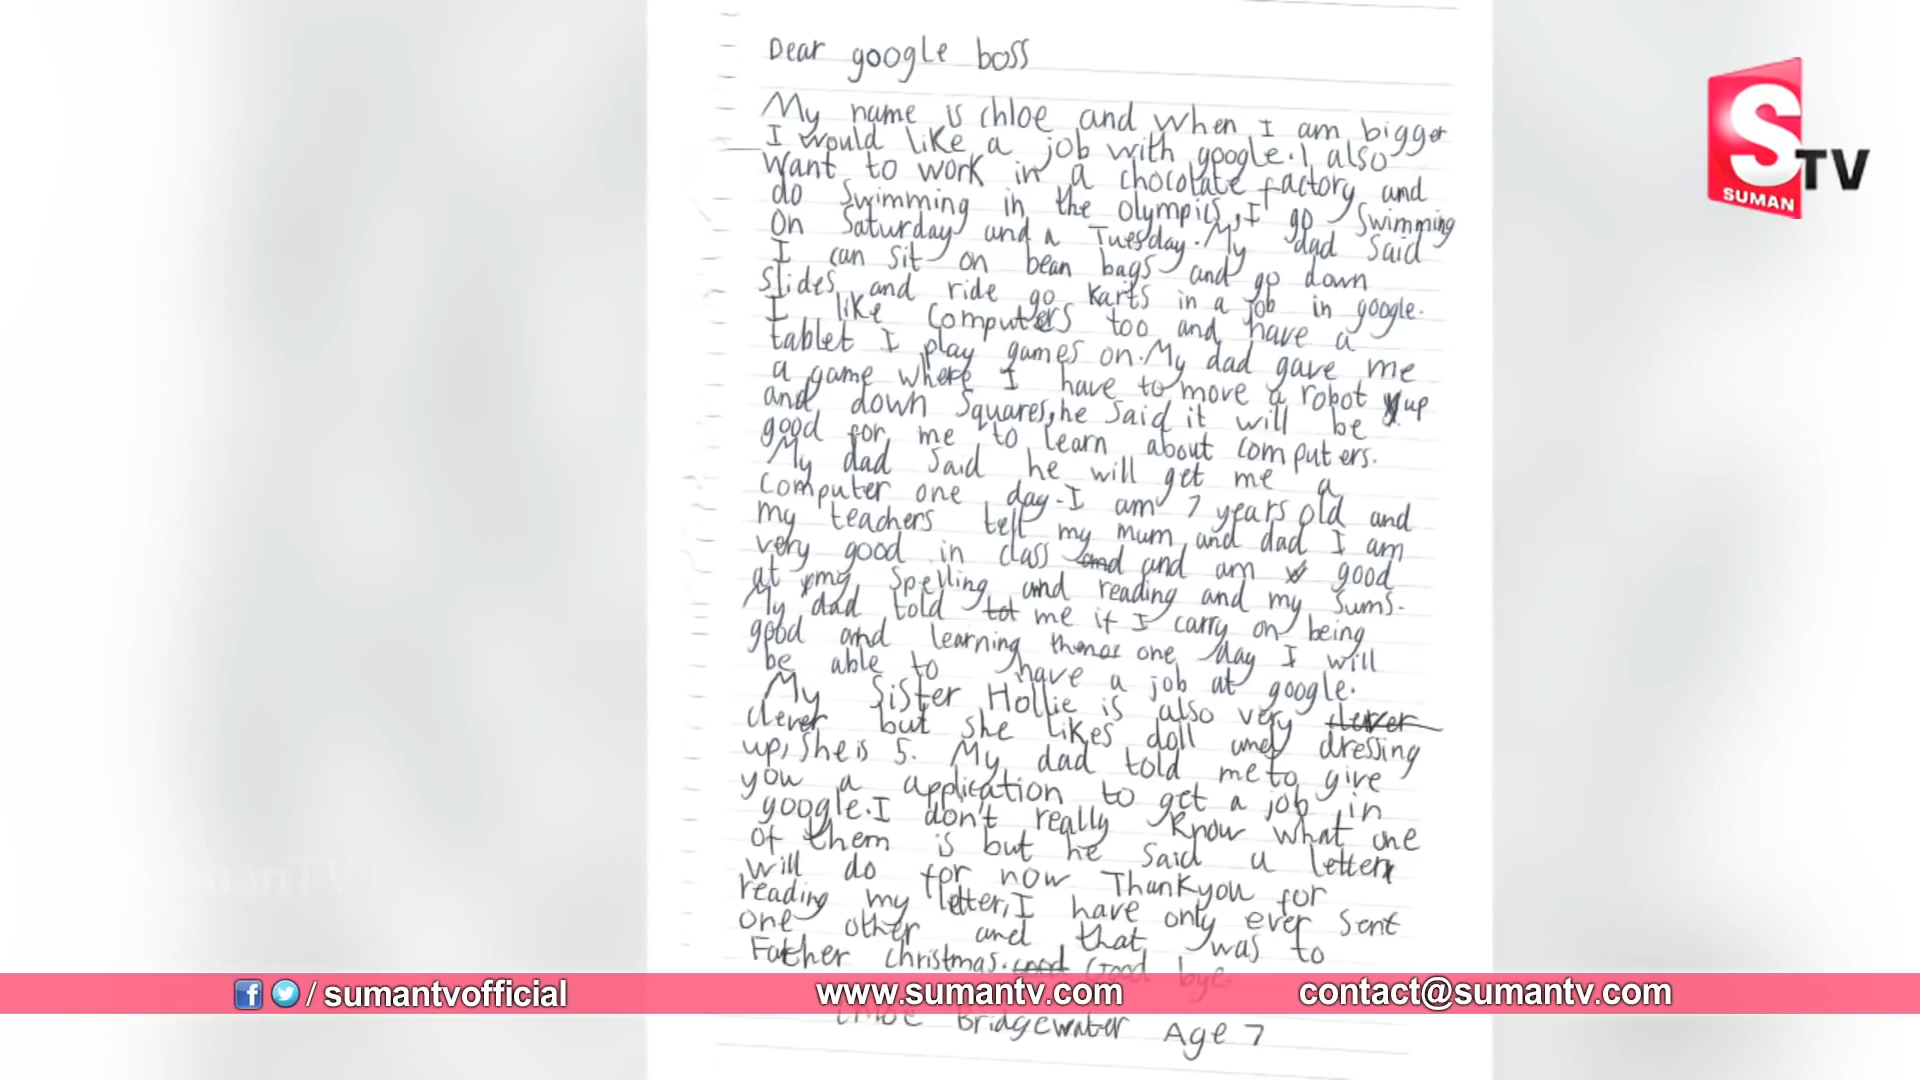 Dear google boss
My name is chloe and when I am bigger
I would like a job with google. I also
want to work in a chocolate factory and
do swimming in the olympics, I go swimming
on Saturday and a Tuesday. My dad said
I can sit on bean bags and go down
slides and ride go karts in a job in google.
I like computers too and have a
tablet I play games on. My dad gave me
a game where I have to move a robot up
and down squares, he said it will be
good for me to learn about computers.
My dad said he will get me a
computer one day. I am 7 years old and
my teachers tell my mum and dad I am
very good in class and and am good
at my spelling and reading and my sums.
My dad told tot me if I carry on being
good and learning one day I will
be able to have a job at google.
My sister Hollie is also very clever
clever but she likes doll and dressing
up, she is 5. My dad told me to give
you a application to get a job in
google. I don't really know what one
of them is but he said a letter
will do for now Thankyou for
reading my letter, I have only ever sent
one other and that was to
Father christmas. good Good bye.
chloe Bridgewater Age 7
S
SUMAN TV
/ sumantvofficial
www.sumantv.com
contact@sumantv.com